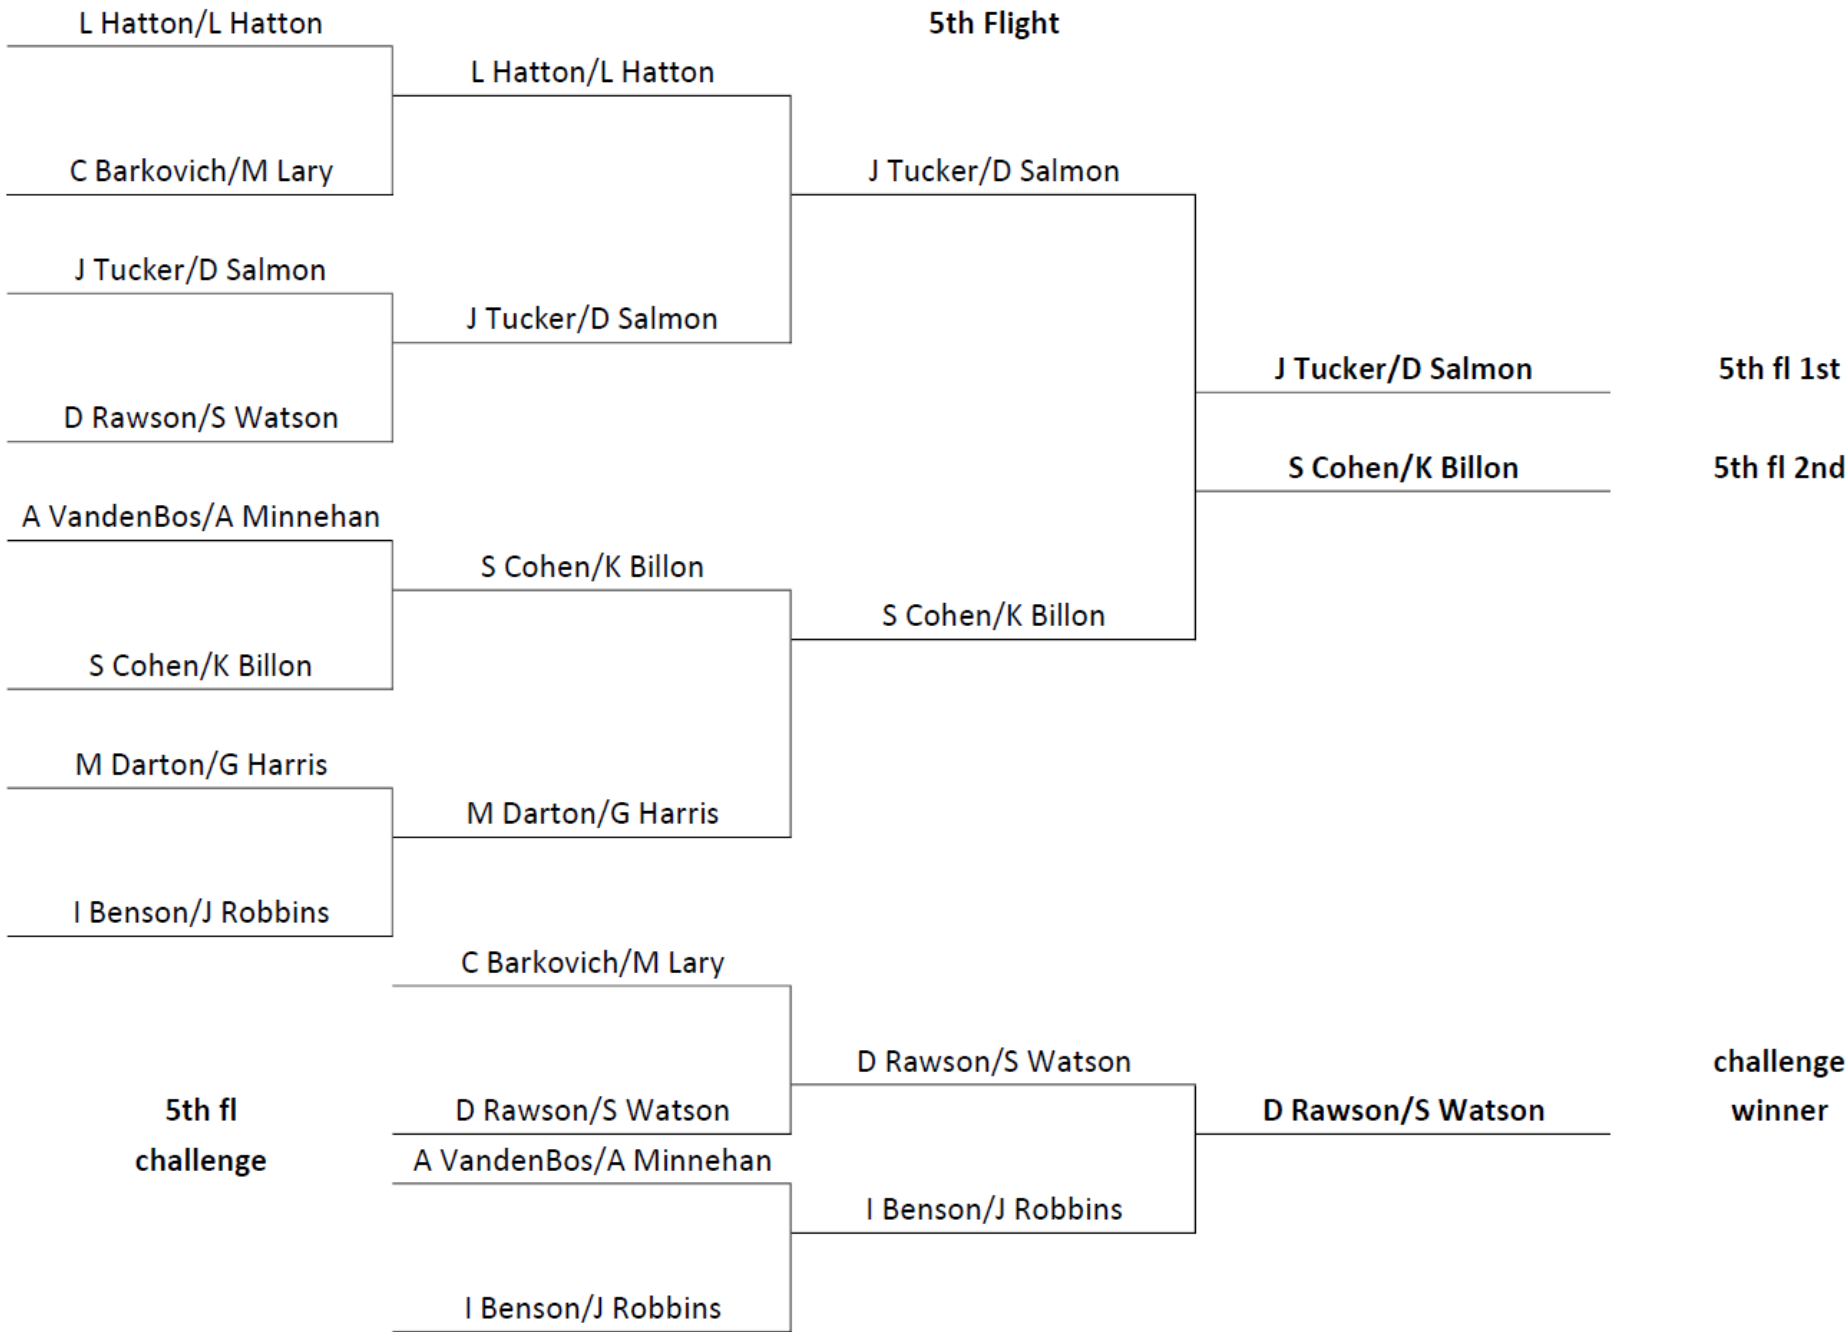 L Hatton/L Hatton
5th Flight
L Hatton/L Hatton
C Barkovich/M Lary
J Tucker/D Salmon
J Tucker/D Salmon
J Tucker/D Salmon
J Tucker/D Salmon
5th fl 1st
D Rawson/S Watson
S Cohen/K Billon
5th fl 2nd
A VandenBos/A Minnehan
S Cohen/K Billon
S Cohen/K Billon
S Cohen/K Billon
M Darton/G Harris
M Darton/G Harris
I Benson/J Robbins
C Barkovich/M Lary
D Rawson/S Watson
challenge
5th fl
D Rawson/S Watson
D Rawson/S Watson
winner
challenge
A VandenBos/A Minnehan
I Benson/J Robbins
I Benson/J Robbins